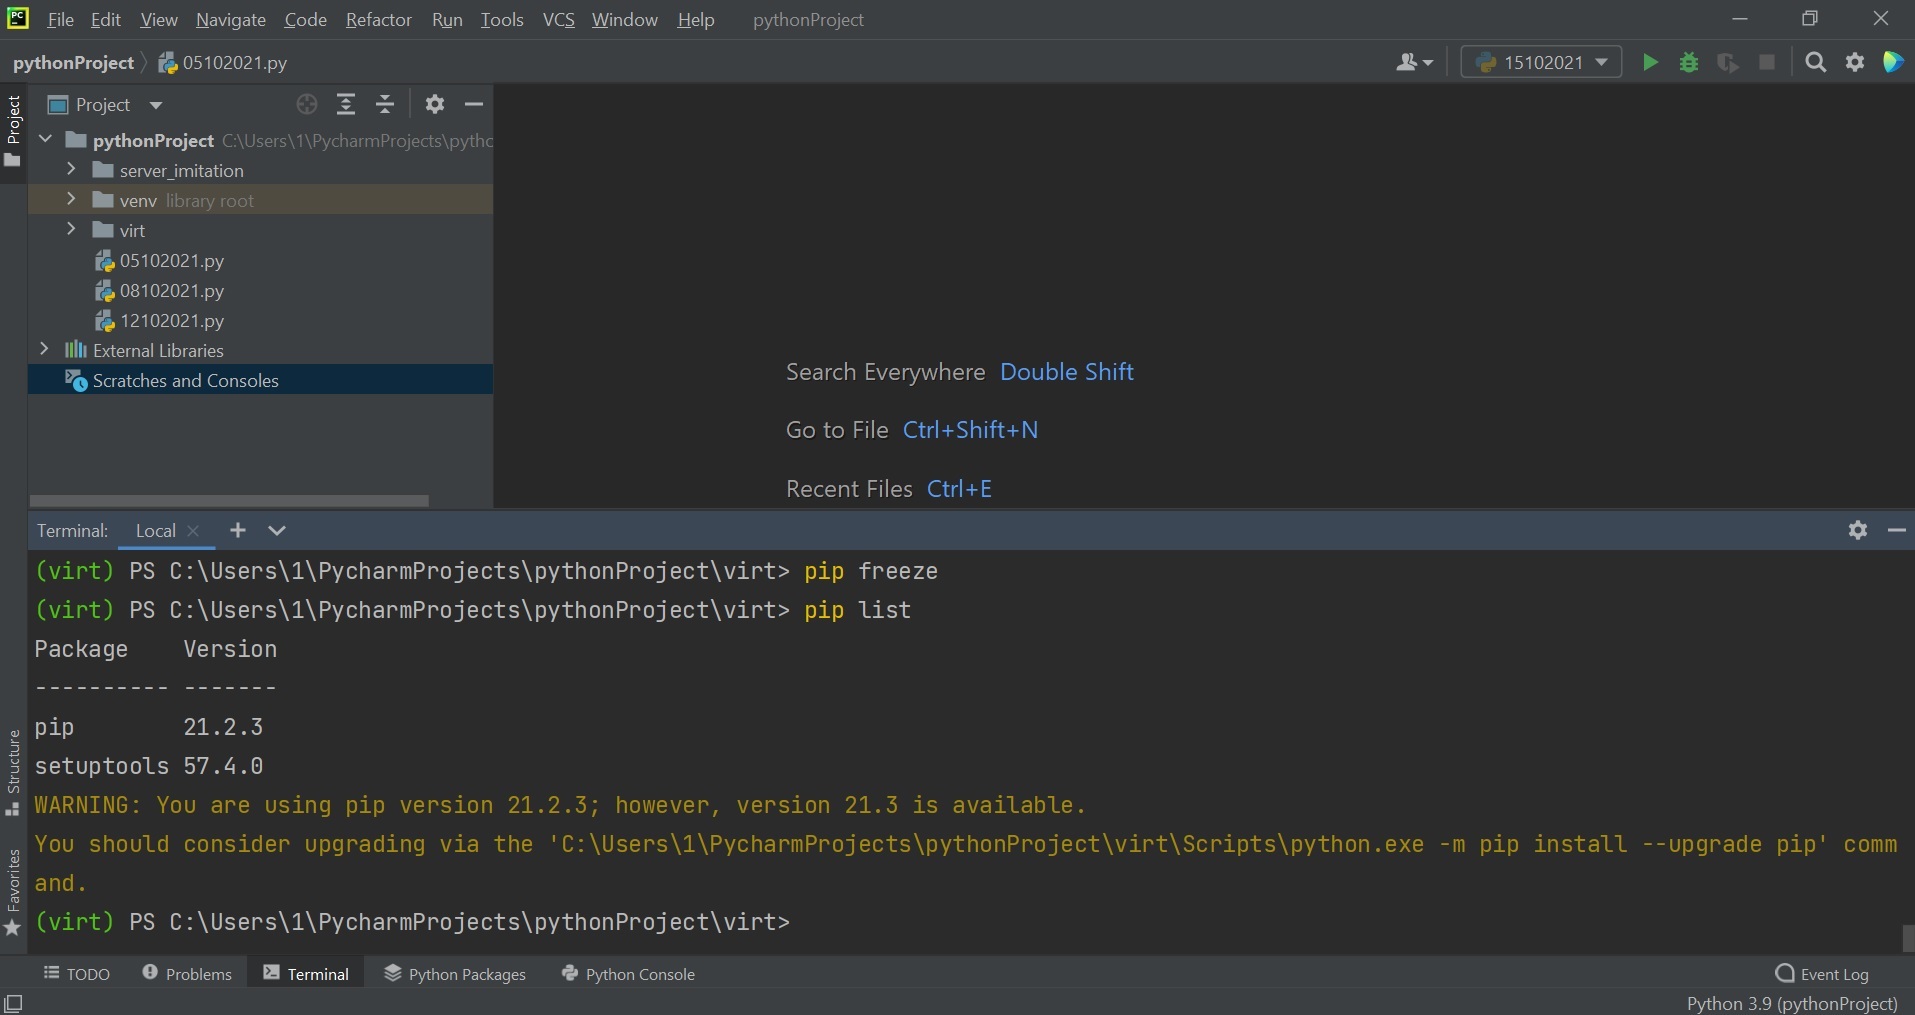 PC File Edit View Navigate Code Refactor Run Tools VCS Window Help pythonProject
pythonProject 05102021.py 15102021
Project
Project
pythonProject C:\Users\1\PycharmProjects\pythc
server_imitation
venv library root
virt
05102021.py
08102021.py
12102021.py
External Libraries
Scratches and Consoles
Search Everywhere Double Shift
Go to File Ctrl+Shift+N
Recent Files Ctrl+E
Terminal: Local
(virt) PS C:\Users\1\PycharmProjects\pythonProject\virt> pip freeze
(virt) PS C:\Users\1\PycharmProjects\pythonProject\virt> pip list
Package Version
---------- -------
pip 21.2.3
setuptools 57.4.0
WARNING: You are using pip version 21.2.3; however, version 21.3 is available.
You should consider upgrading via the 'C:\Users\1\PycharmProjects\pythonProject\virt\Scripts\python.exe -m pip install --upgrade pip' comm
and.
(virt) PS C:\Users\1\PycharmProjects\pythonProject\virt>
Structure
Favorites
TODO Problems Terminal Python Packages Python Console Event Log
Python 3.9 (pythonProject)